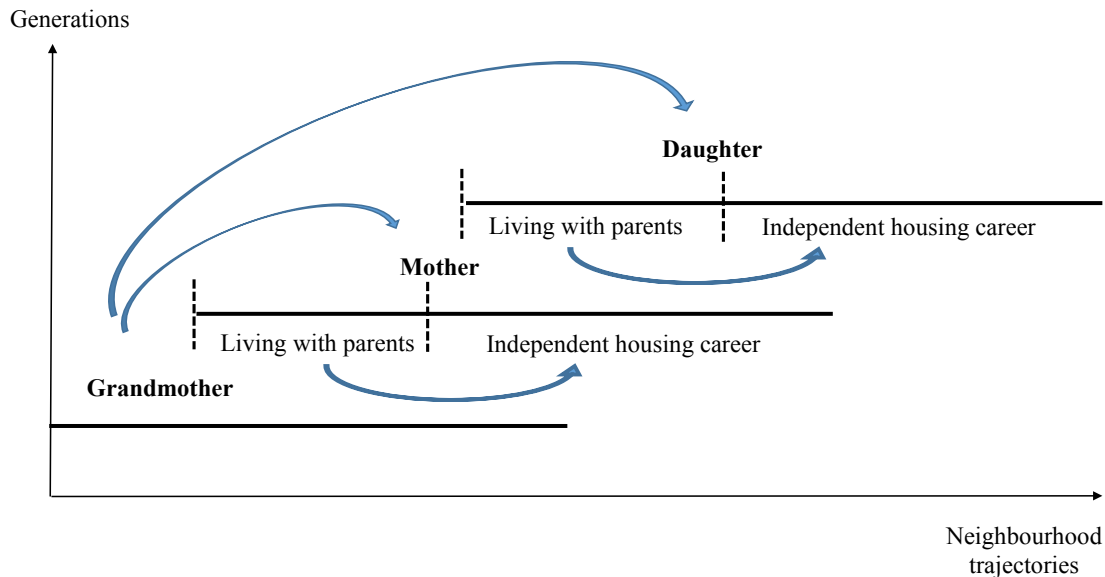 Generations
Daughter
Living with parents
Independent housing career
Mother
Living with parents
Independent housing career
Grandmother
Neighbourhood
trajectories